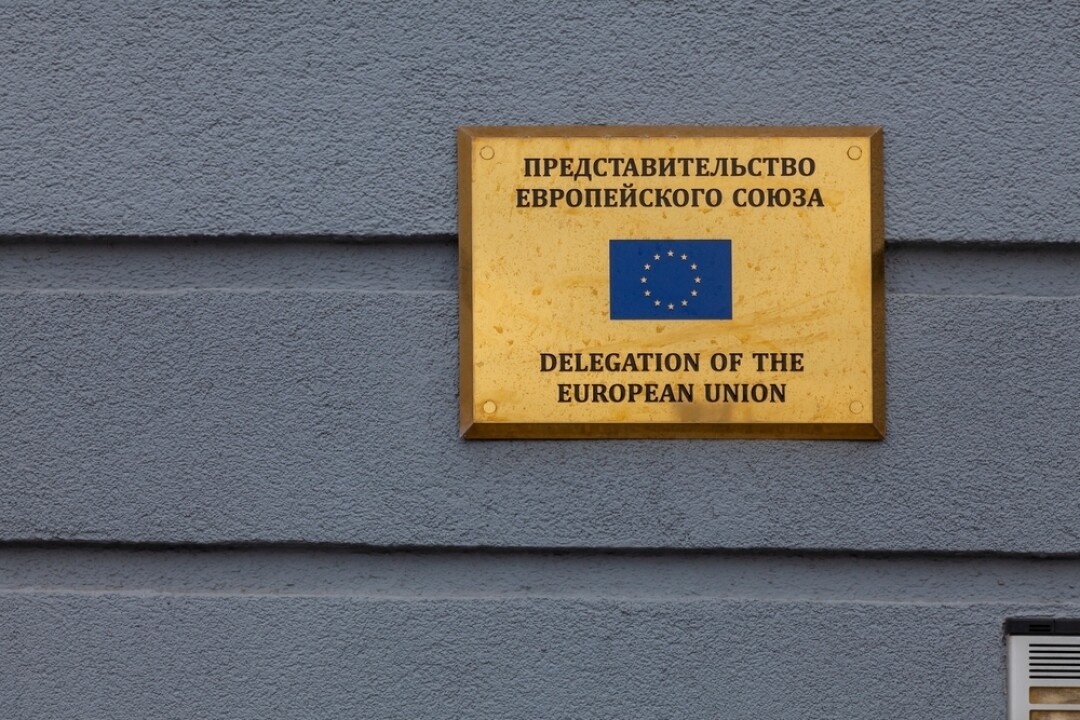 ПРЕДСТАВИТЕЛЬСТВО
ЕВРОПЕЙСКОГО СОЮЗА
DELEGATION OF THE
EUROPEAN UNION